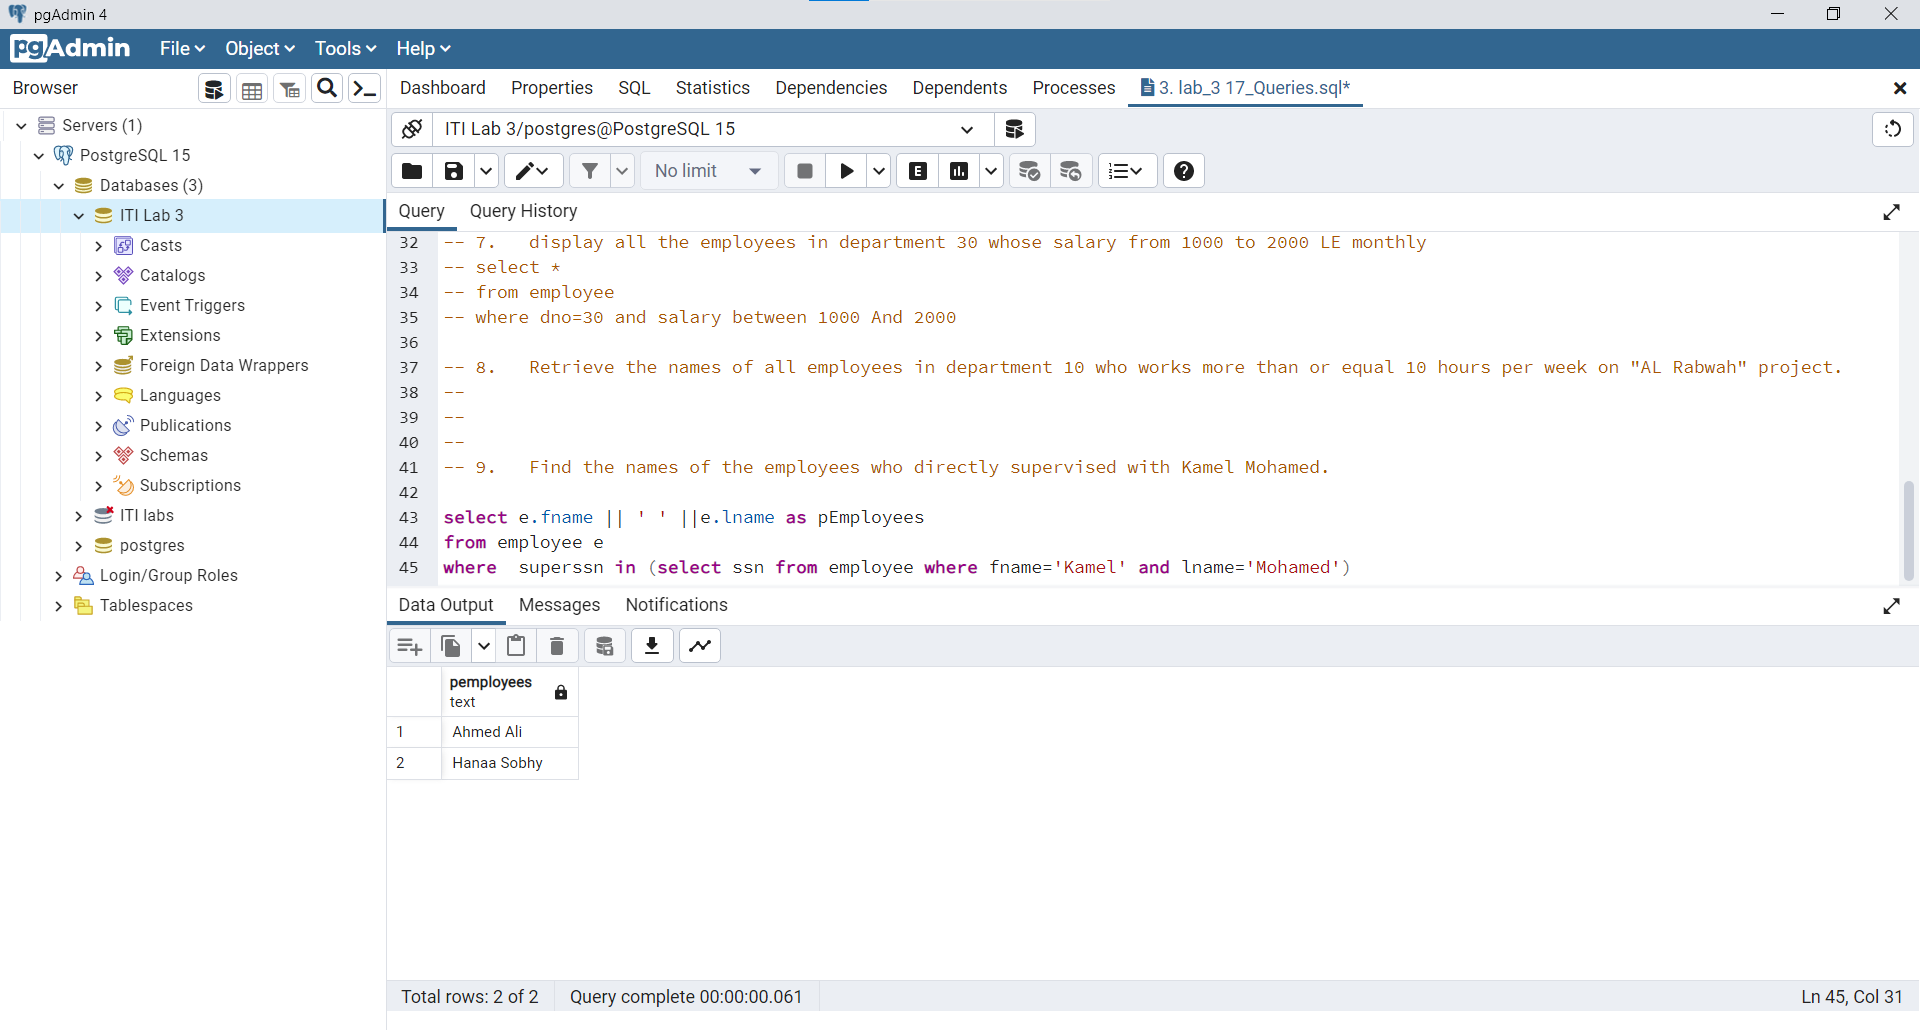 pgAdmin 4
pgAdmin File Object Tools Help
Browser
Dashboard Properties SQL Statistics Dependencies Dependents Processes 3. lab_3 17_Queries.sql*
Servers (1)
PostgreSQL 15
Databases (3)
ITI Lab 3
Casts
Catalogs
Event Triggers
Extensions
Foreign Data Wrappers
Languages
Publications
Schemas
Subscriptions
ITI labs
postgres
Login/Group Roles
Tablespaces
ITI Lab 3/postgres@PostgreSQL 15
No limit
E
Query Query History
32 -- 7. display all the employees in department 30 whose salary from 1000 to 2000 LE monthly
33 -- select *
34 -- from employee
35 -- where dno=30 and salary between 1000 And 2000
36
37 -- 8. Retrieve the names of all employees in department 10 who works more than or equal 10 hours per week on "AL Rabwah" project.
38 --
39 --
40 --
41 -- 9. Find the names of the employees who directly supervised with Kamel Mohamed.
42
43 select e.fname || ' ' ||e.lname as pEmployees
44 from employee e
45 where  superssn in (select ssn from employee where fname='Kamel' and lname='Mohamed')
Data Output Messages Notifications
pemployees
text
1 Ahmed Ali
2 Hanaa Sobhy
Total rows: 2 of 2 Query complete 00:00:00.061 Ln 45, Col 31